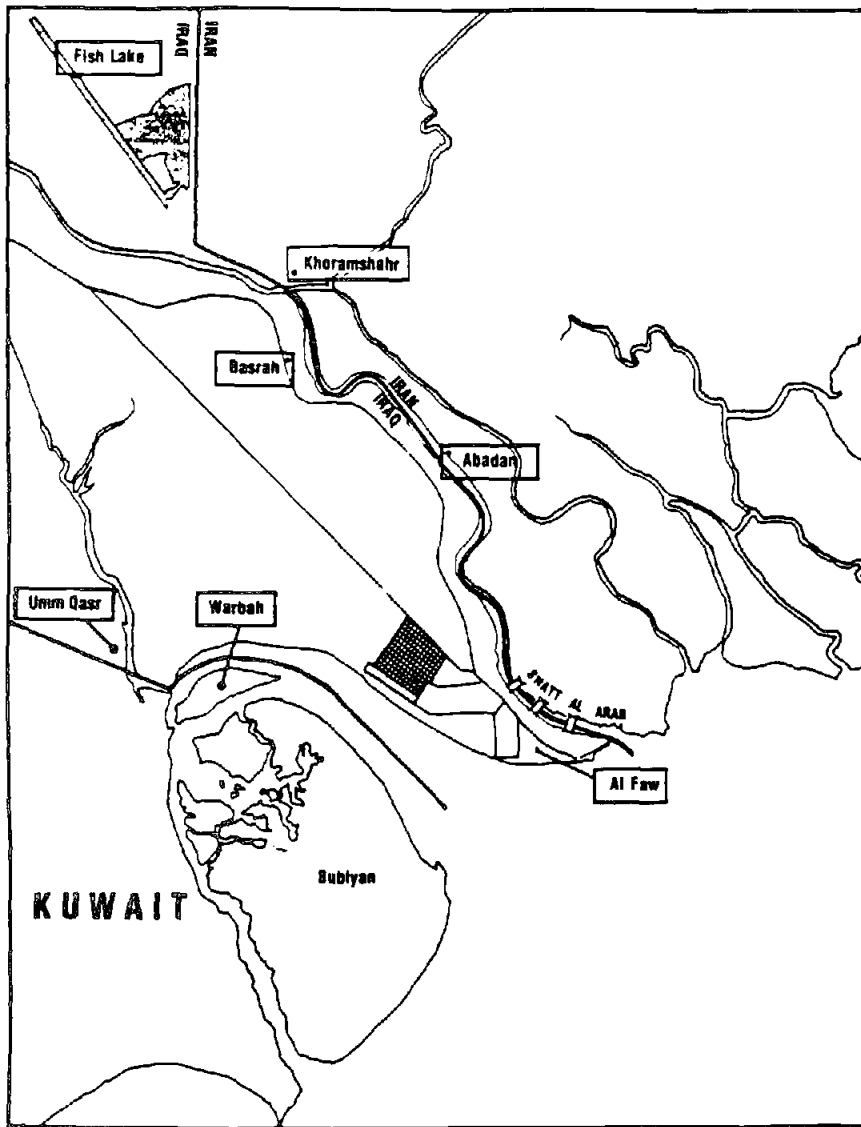 Fish Lake
IRAN
IRAQ
Khoramshahr
Basrah
IRAN
IRAQ
Abadan
Umm Qasr
Warbah
SHATT AL ARAB
Al Faw
Bubiyan
KUWAIT